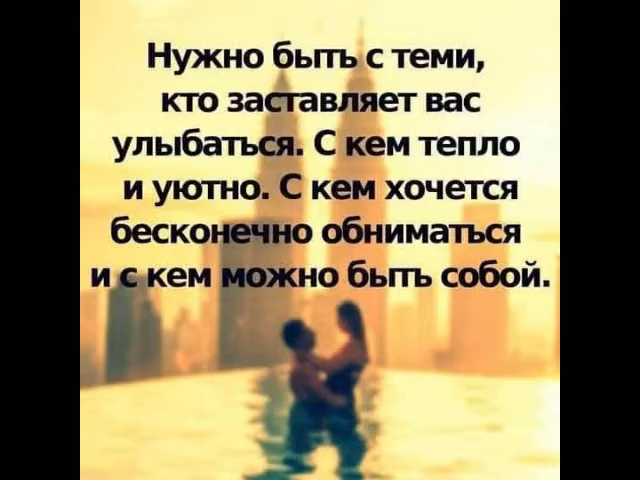 Нужно быть с теми,
кто заставляет вас
улыбаться. С кем тепло
и уютно. С кем хочется
бесконечно обниматься
и с кем можно быть собой.